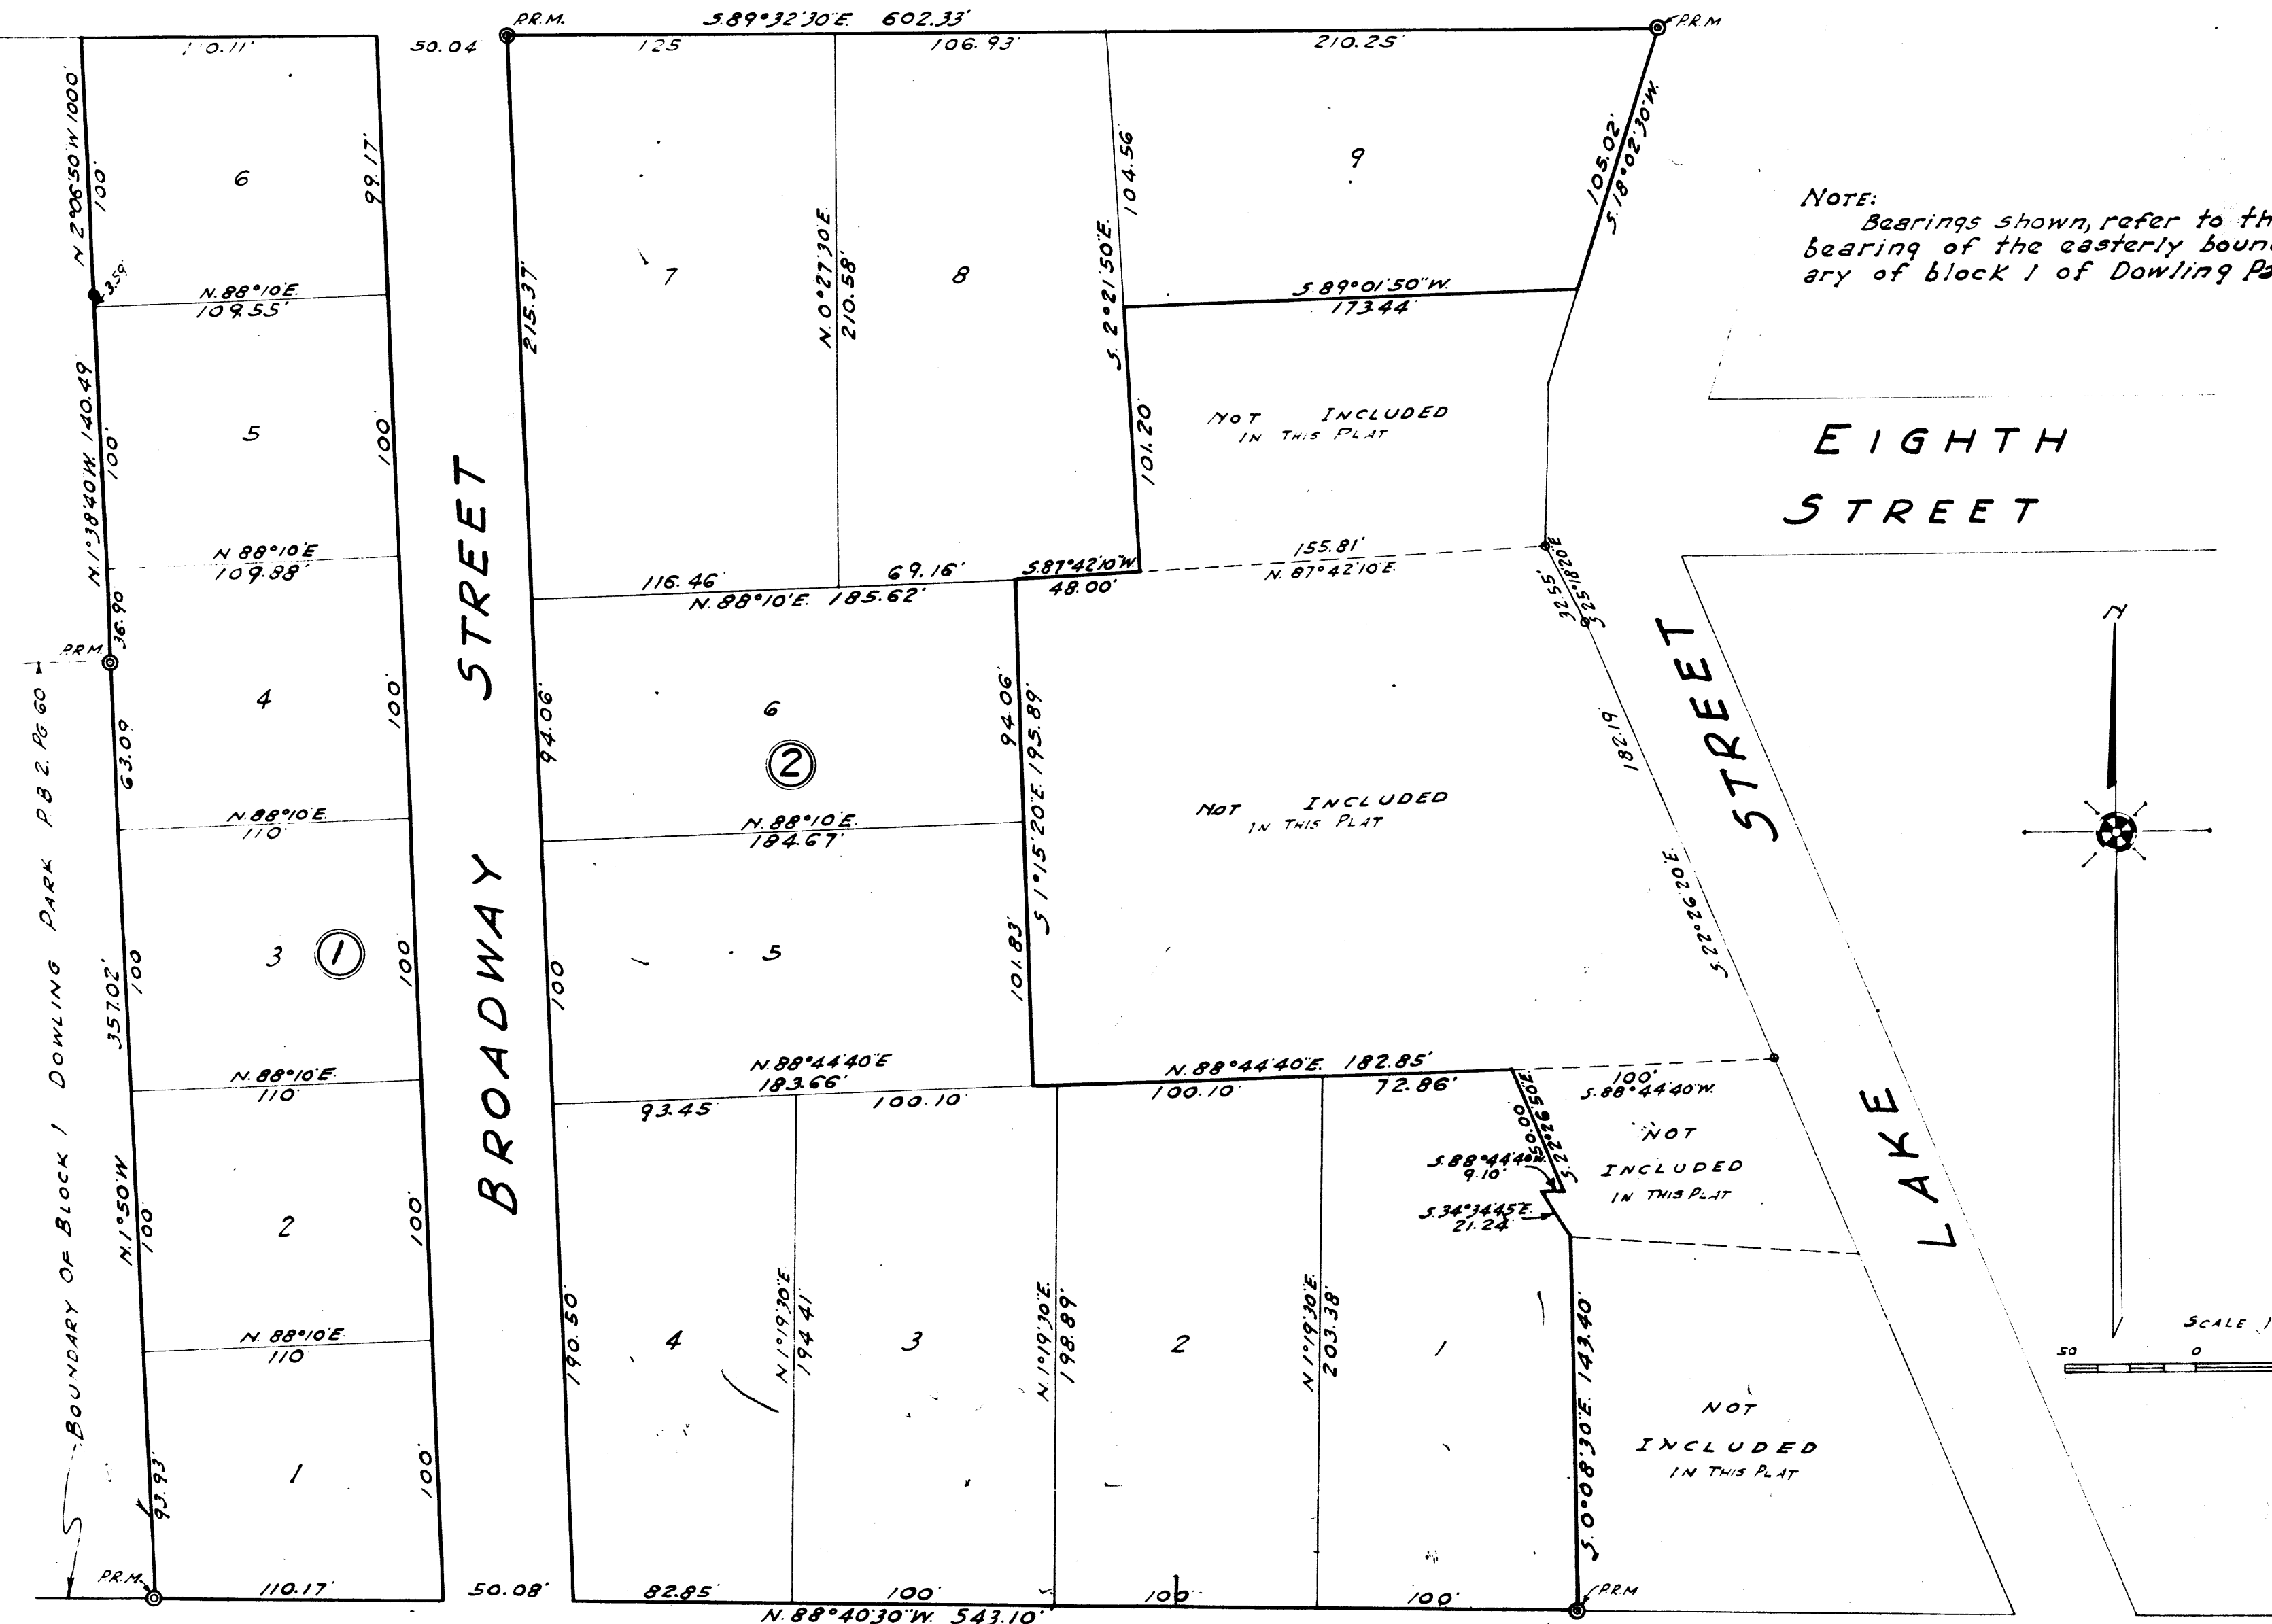 P.R.M.
S.89°32'30"E. 602.33'
P.R.M
50.04
125
106.93'
210.25'
N 2°06'50"W 100.0'
100'
6
99.17'
3.59'
N.88°10'E.
109.55'
7
215.37'
N.0°27'30"E.
210.58'
8
104.56
S. 2°21'50"E.
9
105.02'
S.18°02'30"W.
S.89°01'50"W.
173.44'
NOTE:
Bearings shown, refer to th
bearing of the easterly boun
ary of block 1 of Dowling Pa
N.1°38'40"W. 140.49
100'
5
100'
N 88°10'E
109.88'
101.20'
NOT INCLUDED
IN THIS PLAT
EIGHTH
STREET
116.46'
69.16'
N.88°10'E. 185.62'
S.87°42'10"W.
48.00'
155.81'
N. 87°42'10"E.
32.55'
S 25°18'20"E
36.90'
P.R.M.
63.09
4
100'
N.88°10'E.
110'
BROADWAY STREET
94.06'
6
2
94.06'
S. 1°15'20"E. 195.89'
N.88°10'E.
184.67'
NOT INCLUDED
IN THIS PLAT
182.19
S.22°26'20"E.
LAKE STREET
BOUNDARY OF BLOCK 1 DOWLING PARK PB 2. PG 60
357.02'
100
3
1
100
N.88°10'E.
110'
100
5
101.83'
N.88°44'40"E
183.66'
N.88°44'40"E. 182.85'
93.45'
100.10'
100.10'
72.86'
100'
S.88°44'40"W.
50.00
S.22°26'50"E.
S.88°44'40"W.
9.10'
S.34°34'45"E.
21.24'
NOT
INCLUDED
IN THIS PLAT
N.1°50'W
100'
2
100'
N. 88°10'E.
110'
190.50'
4
N 1°19'30"E
194.41'
3
N.1°19'30"E.
198.89'
2
N 1°19'30"E.
203.38'
1
S.0°08'30"E. 143.40'
NOT
INCLUDED
IN THIS PLAT
SCALE 1
50
0
93.93'
1
100'
P.R.M.
110.17'
50.08'
82.85'
100'
100'
100'
P.R.M
N.88°40'30"W. 543.10'